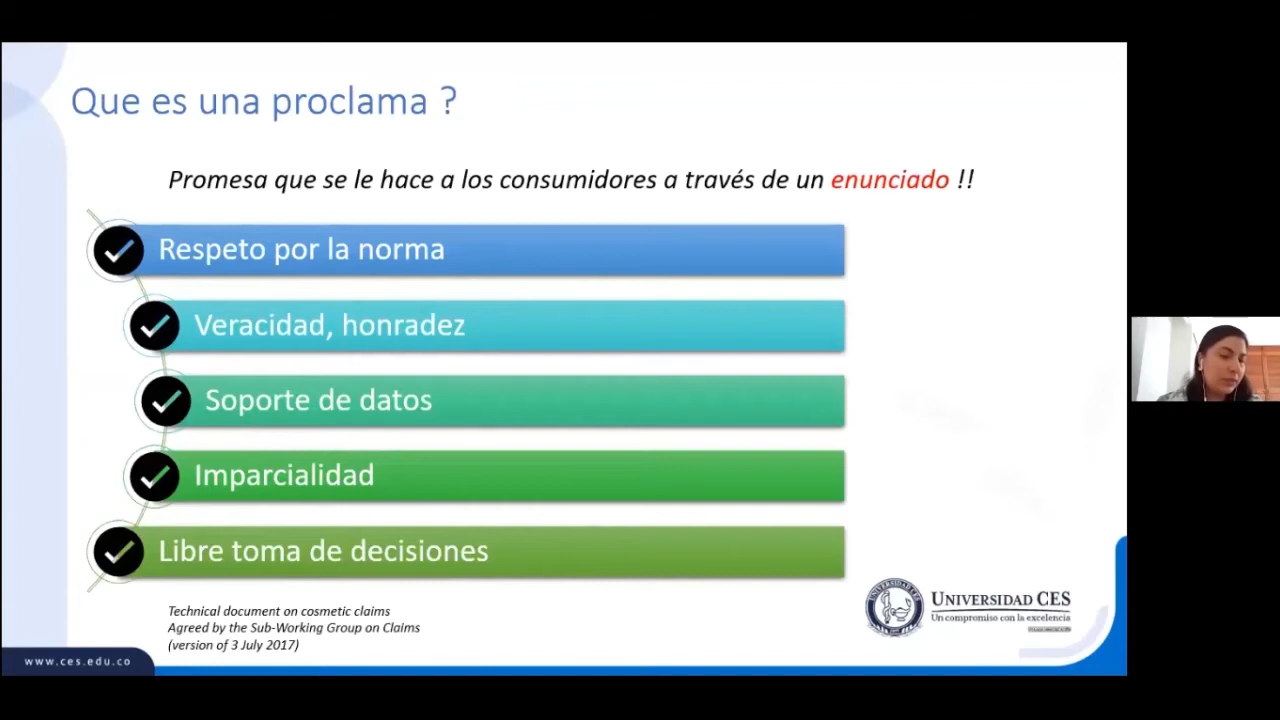 Que es una proclama ?
Promesa que se le hace a los consumidores a través de un enunciado !!
Respeto por la norma
Veracidad, honradez
Soporte de datos
Imparcialidad
Libre toma de decisiones
Technical document on cosmetic claims
Agreed by the Sub-Working Group on Claims
(version of 3 July 2017)
UNIVERSIDAD CES
UNIVERSIDAD CES
Un compromiso con la excelencia
www.ces.edu.co